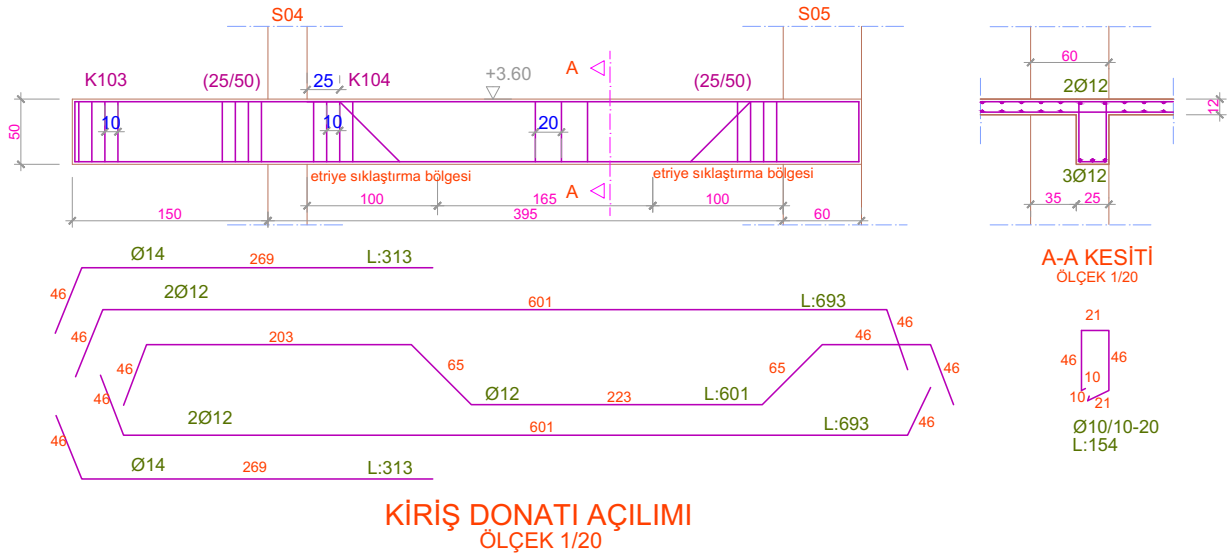 S04
S05
K103
(25/50)
25
K104
+3.60
A
(25/50)
60
2Ø12
50
10
10
20
12
etriye sıklaştırma bölgesi
etriye sıklaştırma bölgesi
3Ø12
100
165
A
100
150
395
60
35
25
A-A KESİTİ
ÖLÇEK 1/20
Ø14
269
L:313
46
2Ø12
601
L:693
46
46
203
46
65
Ø12
223
L:601
65
46
46
46
2Ø12
601
L:693
46
46
Ø14
269
L:313
21
46
46
10
10
21
Ø10/10-20
L:154
KİRİŞ DONATI AÇILIMI
ÖLÇEK 1/20